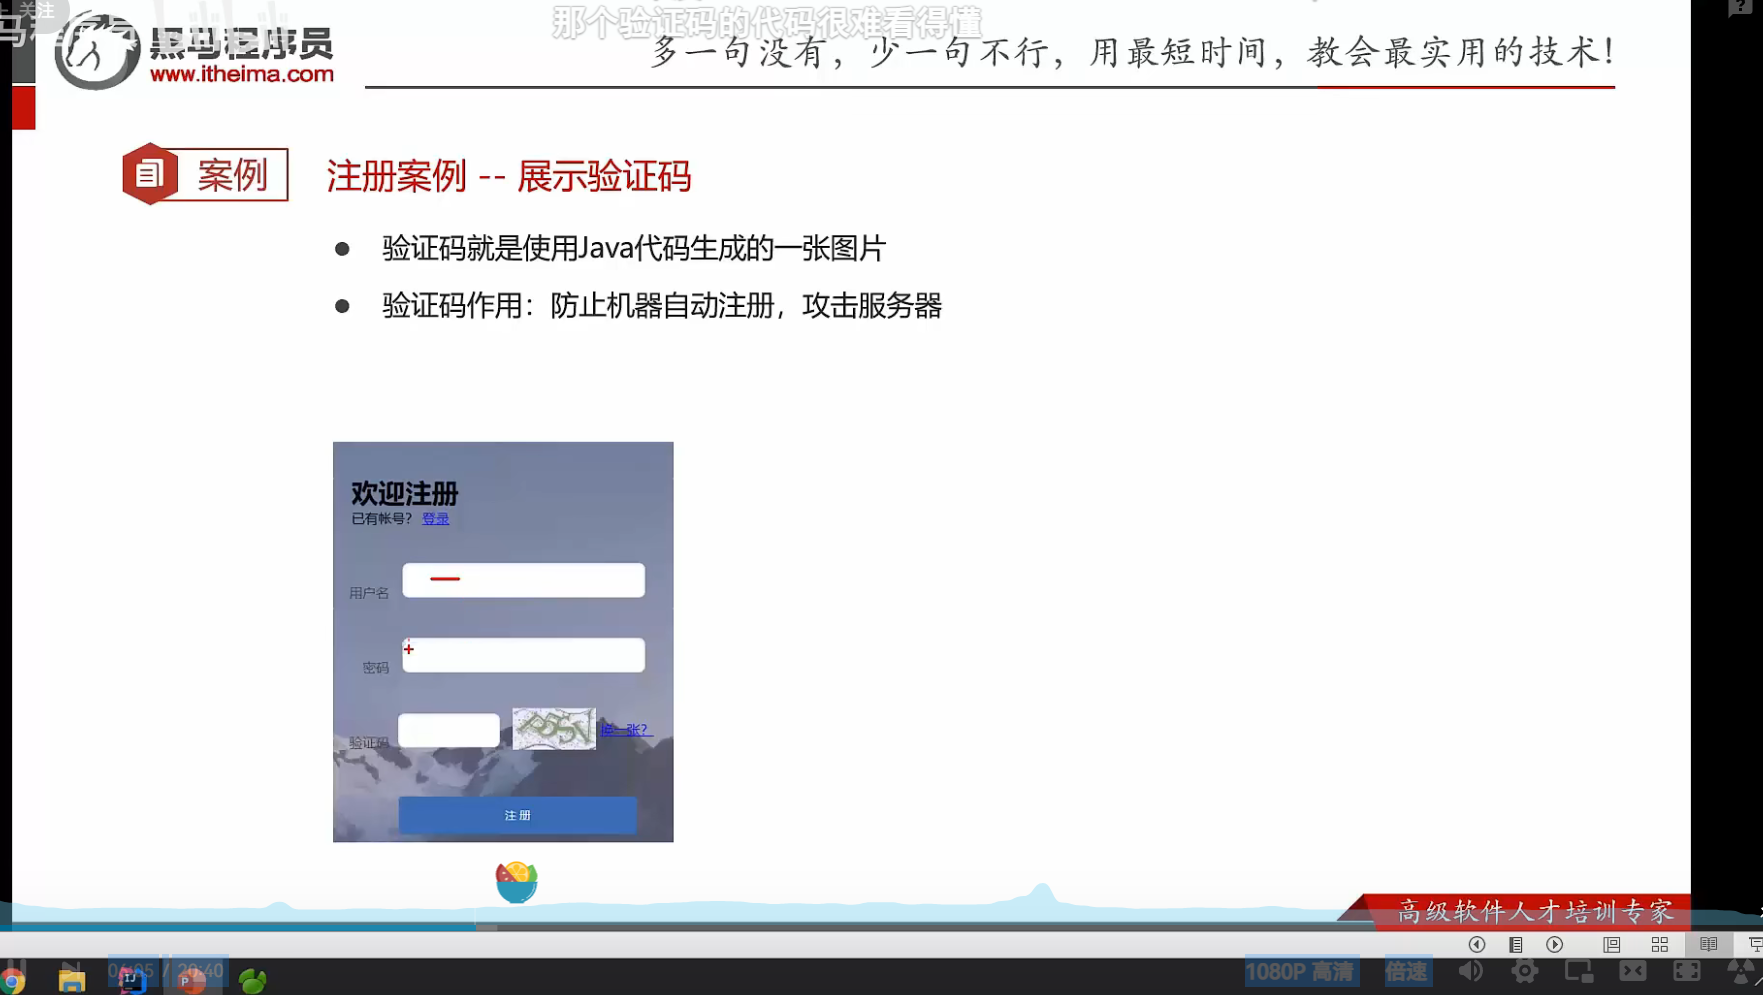 关注
那个验证码的代码很难看得懂
黑马程序员
www.itheima.com
多一句没有，少一句不行，用最短时间，教会最实用的技术！
案例
注册案例 -- 展示验证码
验证码就是使用Java代码生成的一张图片
验证码作用：防止机器自动注册，攻击服务器
欢迎注册
已有帐号？ 登录
用户名
密码
验证码
换一张？
注 册
高级软件人才培训专家
06:05 / 20:40
1080P 高清
倍速